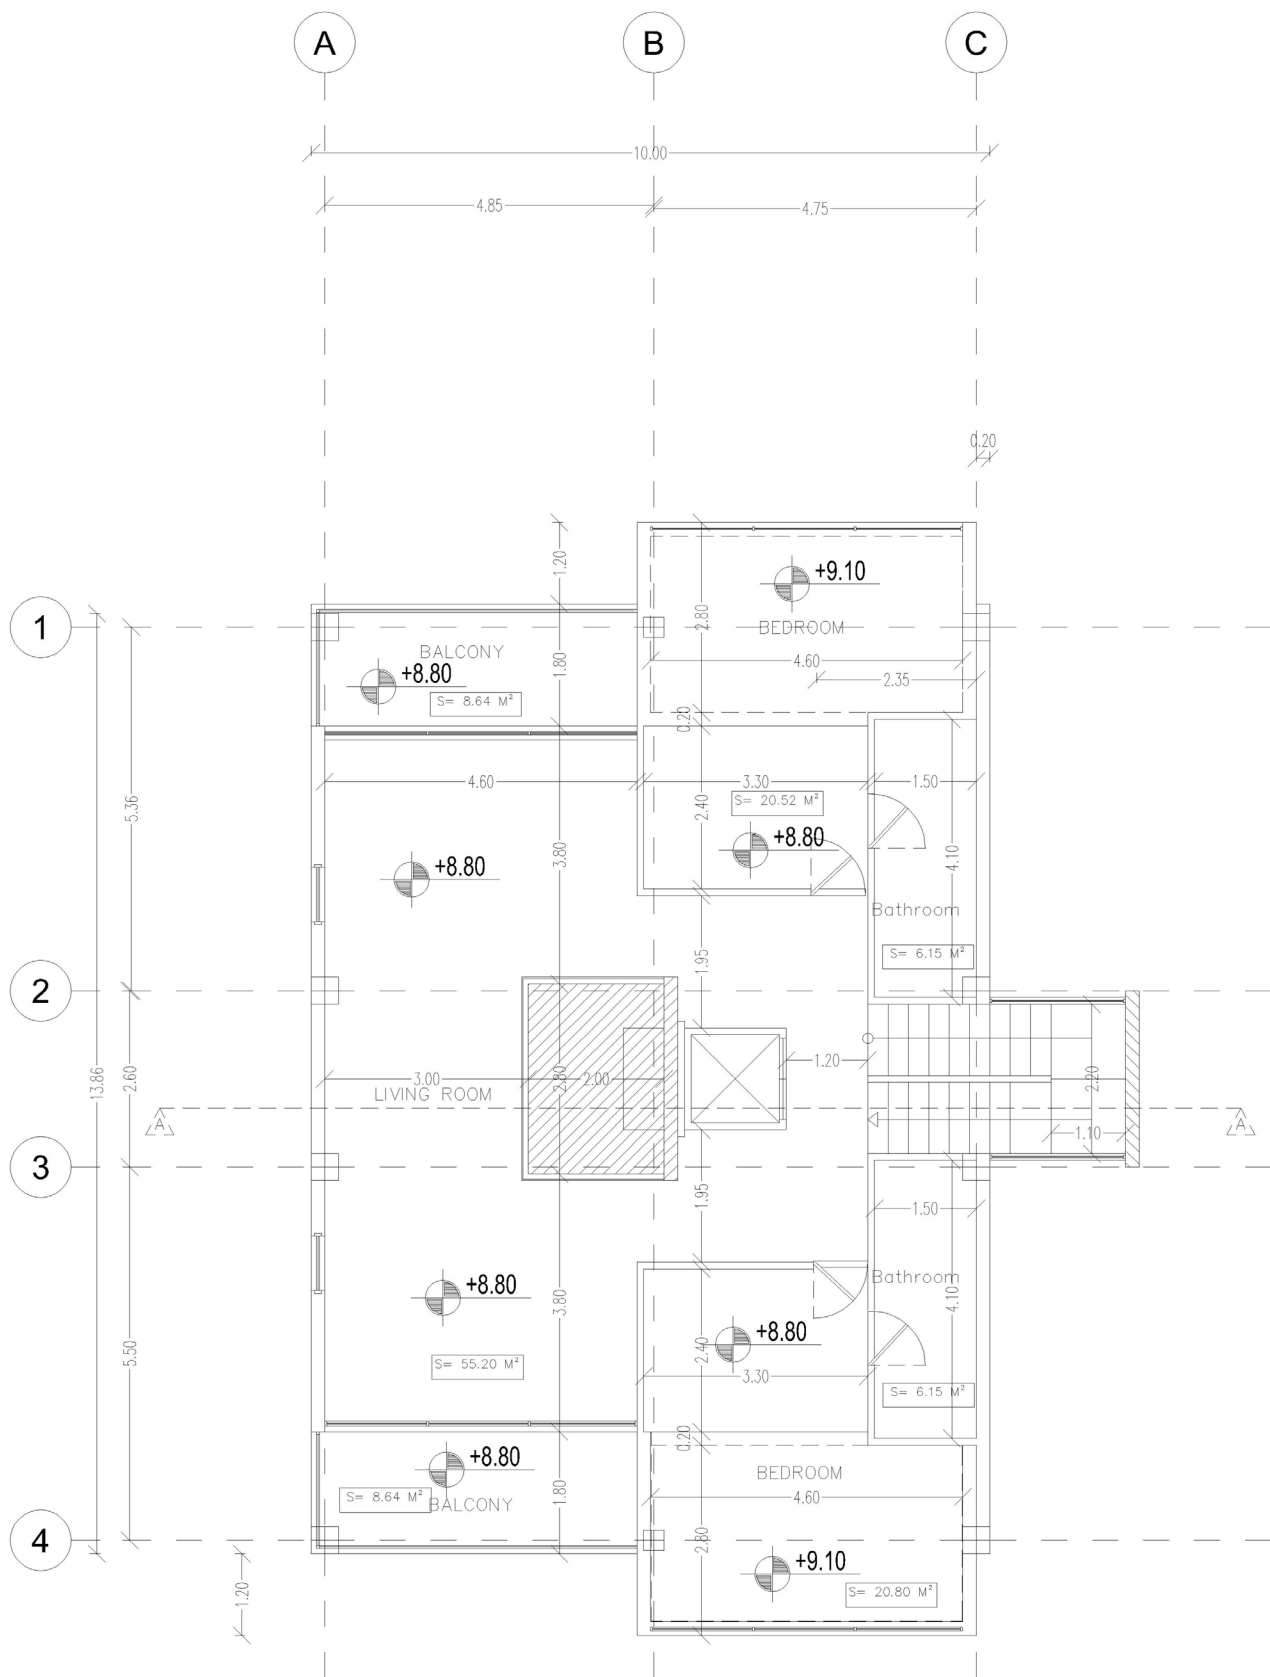 A B C
10.00
4.85 4.75
0.20
1.20
+9.10
2.80
1 BEDROOM
BALCONY
4.60
+8.80 1.80
2.35
S= 8.64 M²
0.20
4.60 3.30 1.50
S= 20.52 M²
5.36 2.40
+8.80
3.80
+8.80
4.10
Bathroom
S= 6.15 M²
1.95
2
1.20
3.00 2.80 2.00
LIVING ROOM
13.86 2.60
2.20
A A
1.10
3
1.95
1.50
Bathroom
+8.80
3.80 4.10
+8.80
5.50 2.40
S= 55.20 M²
3.30
S= 6.15 M²
0.20
+8.80
BEDROOM
S= 8.64 M²
BALCONY 1.80
4.60
4
2.80
+9.10
1.20
S= 20.80 M²